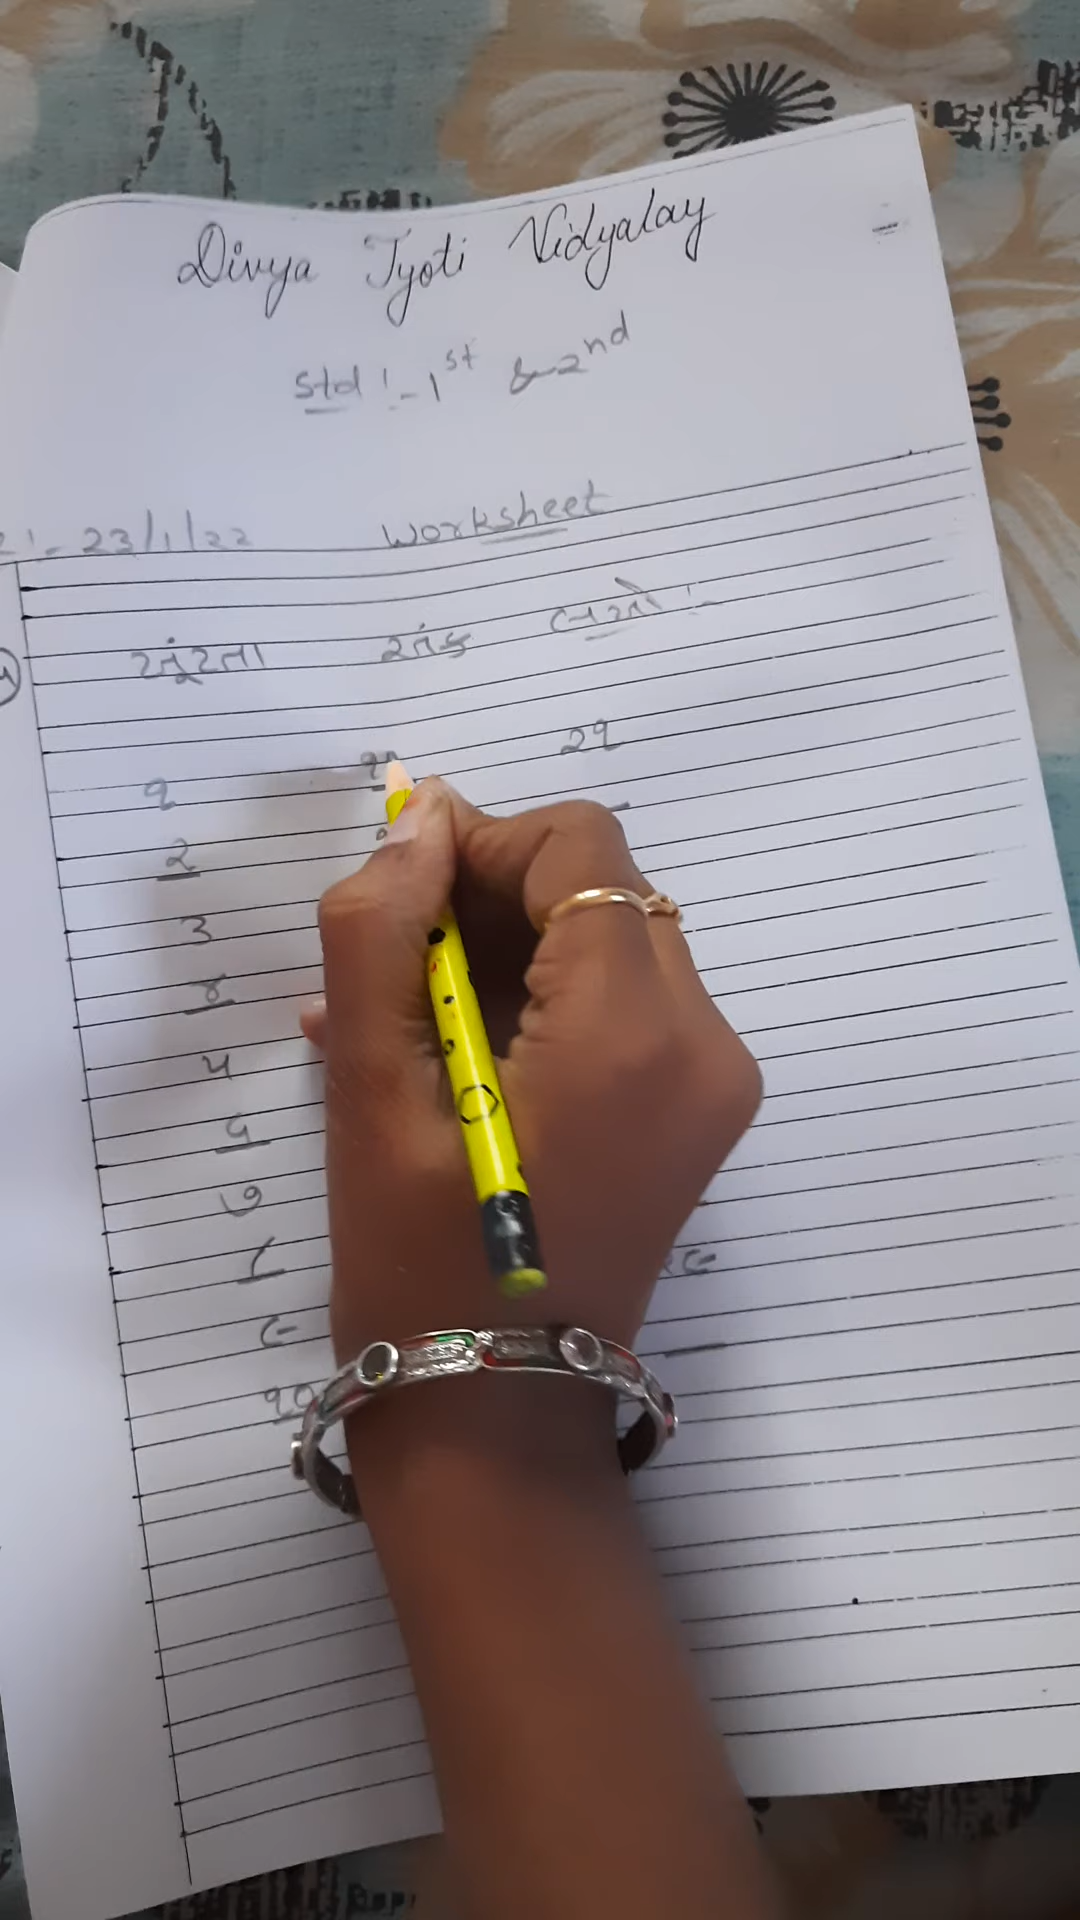 Divya Jyoti Vidyalay
Std :- 1st & 2nd
23/1/22 Worksheet
ખૂટતા અંક લખો :-
૧ ૨૧
૨
૩
૪
૫
૬
૭
૮
૯
૧૦